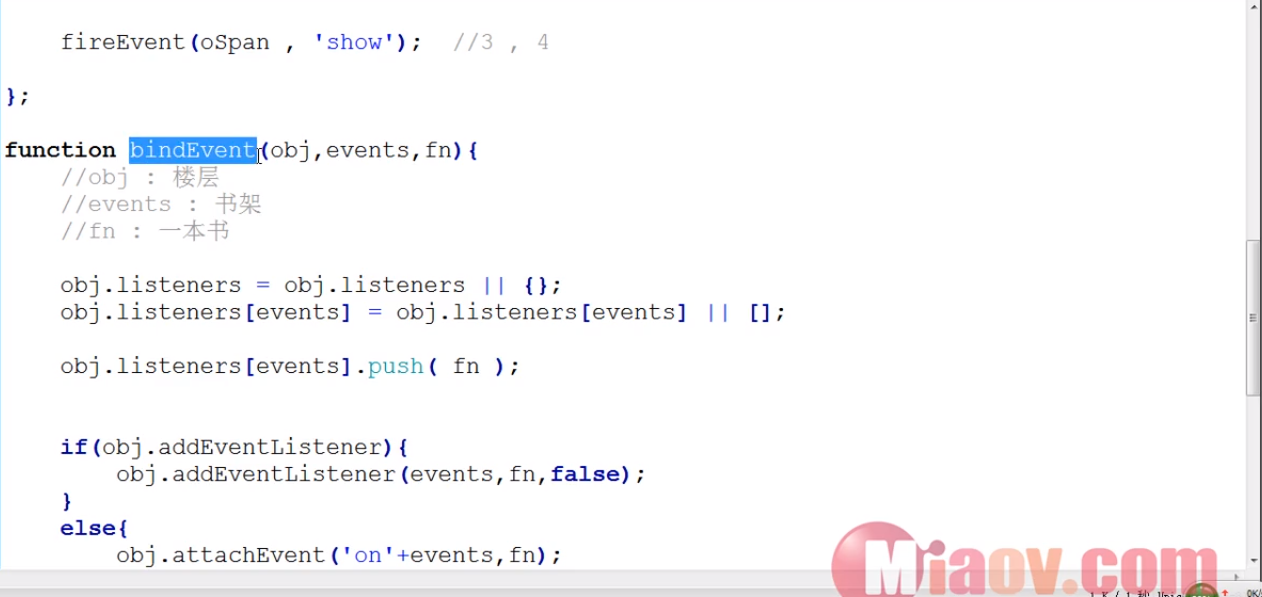 fireEvent(oSpan , 'show');  //3 , 4
};
function bindEvent(obj,events,fn){
//obj : 楼层
//events : 书架
//fn : 一本书
obj.listeners = obj.listeners || {};
obj.listeners[events] = obj.listeners[events] || [];
obj.listeners[events].push( fn );
if(obj.addEventListener){
obj.addEventListener(events,fn,false);
}
else{
obj.attachEvent('on'+events,fn);
Miaov.com